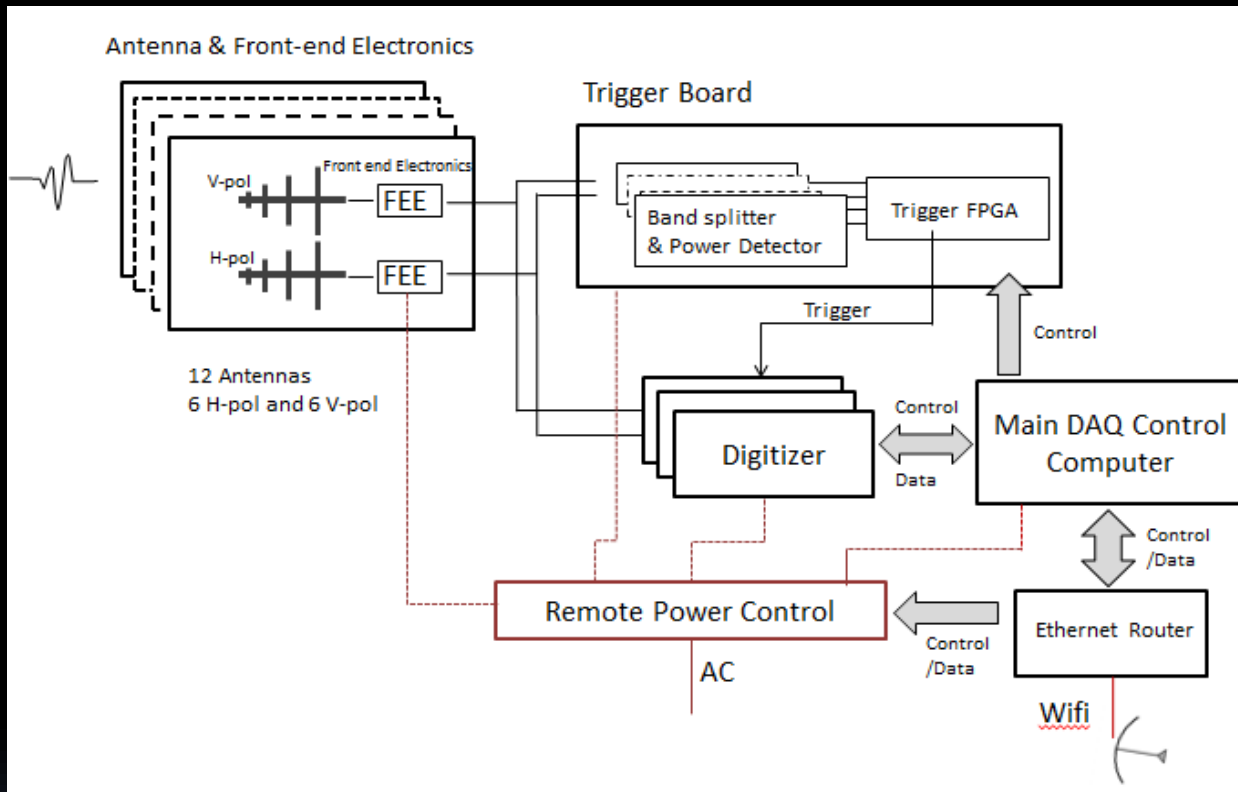 Antenna & Front-end Electronics
Trigger Board
Front end Electronics
V-pol
FEE
H-pol
FEE
Band splitter
& Power Detector
Trigger FPGA
Trigger
Control
12 Antennas
6 H-pol and 6 V-pol
Control
Data
Digitizer
Main DAQ Control
Computer
Control
/Data
Remote Power Control
Control
/Data
Ethernet Router
AC
Wifi